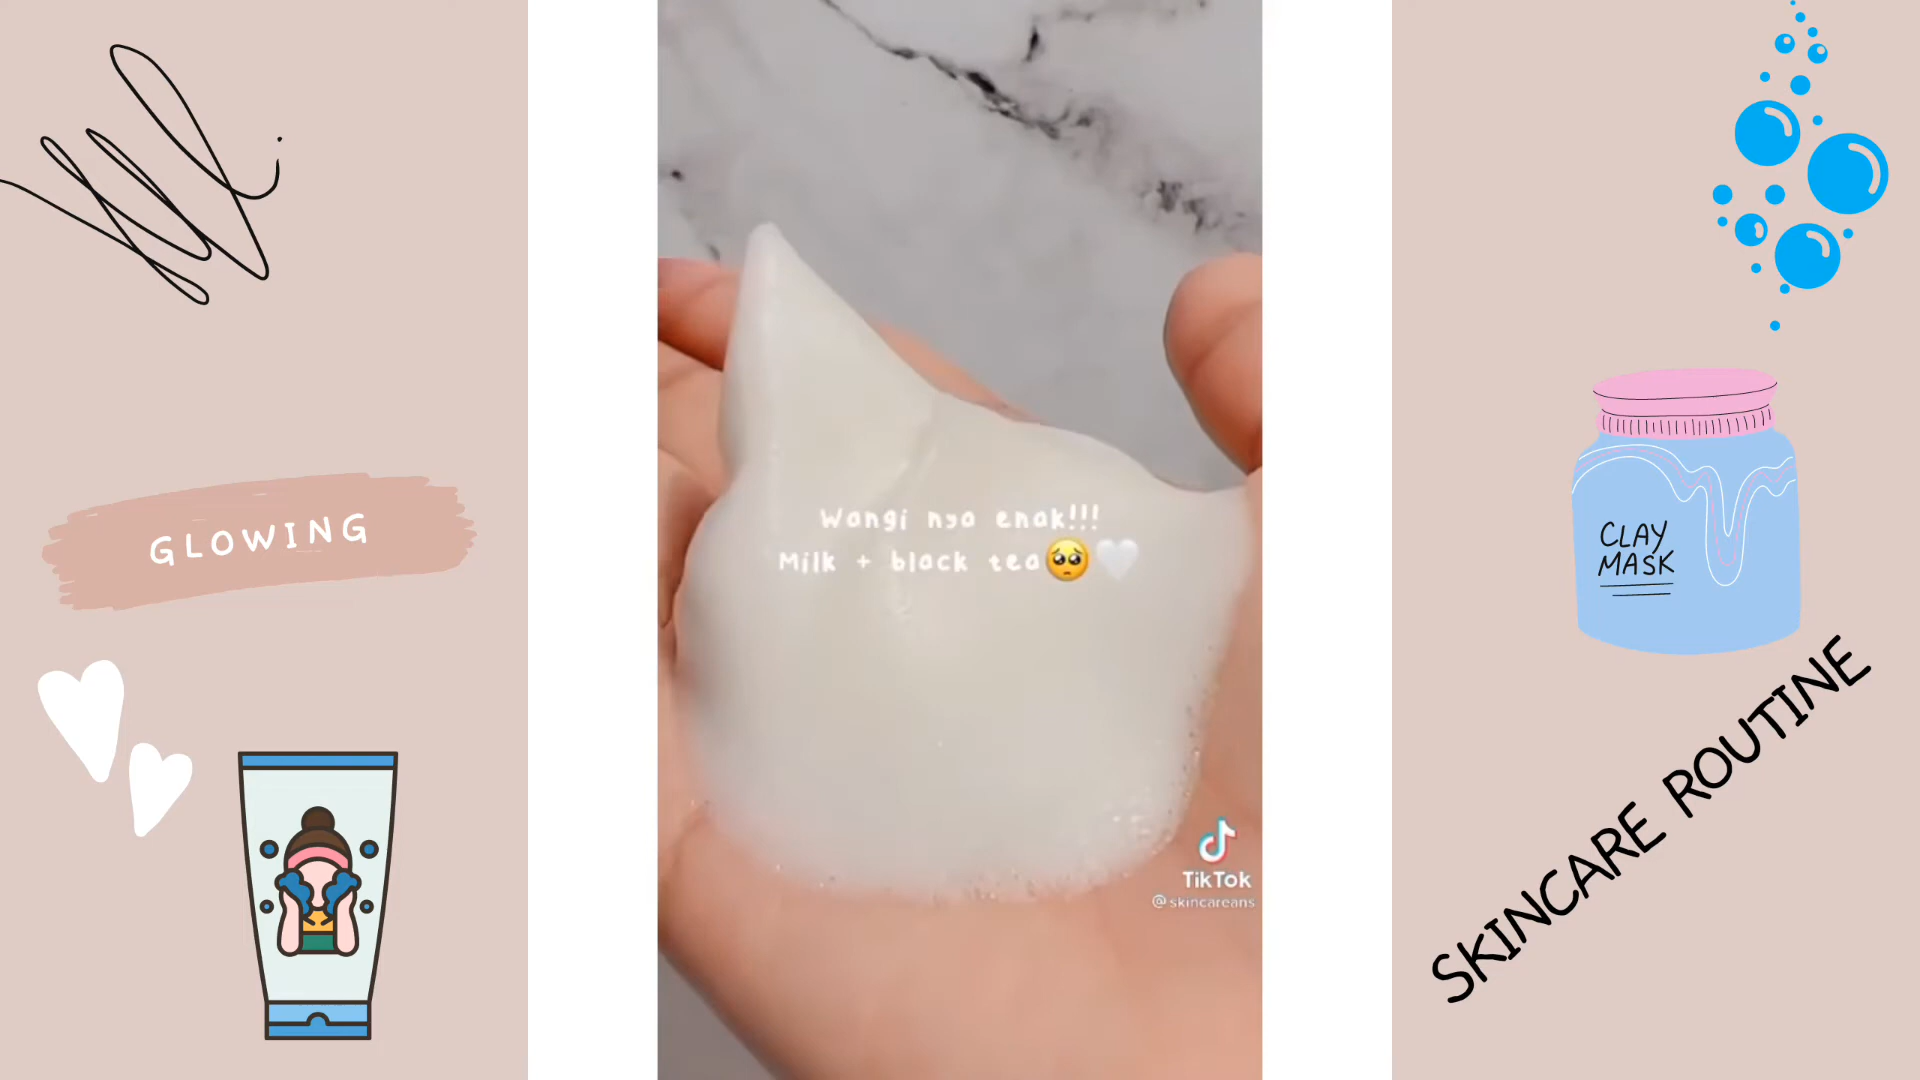 GLOWING
Wangi nya enak!!!
Milk + black tea🥺🤍
TikTok
@skincareans
CLAY
MASK
SKINCARE ROUTINE